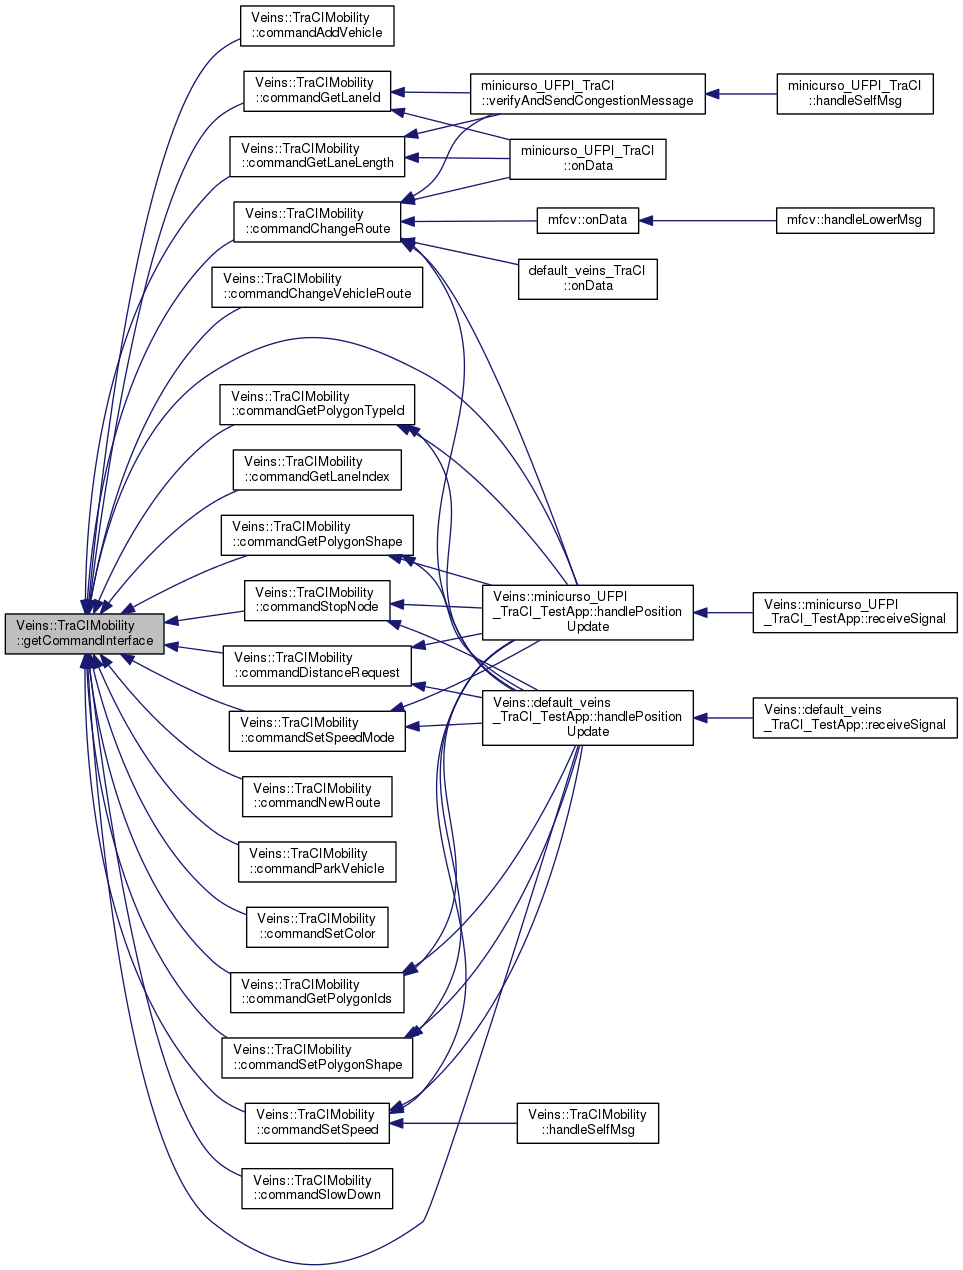 Veins::TraCIMobility
::commandAddVehicle
Veins::TraCIMobility
::commandGetLaneId
minicurso_UFPI_TraCI
::verifyAndSendCongestionMessage
minicurso_UFPI_TraCI
::handleSelfMsg
Veins::TraCIMobility
::commandGetLaneLength
minicurso_UFPI_TraCI
::onData
Veins::TraCIMobility
::commandChangeRoute
mfcv::onData
mfcv::handleLowerMsg
default_veins_TraCI
::onData
Veins::TraCIMobility
::commandChangeVehicleRoute
Veins::TraCIMobility
::commandGetPolygonTypeId
Veins::TraCIMobility
::commandGetLaneIndex
Veins::TraCIMobility
::commandGetPolygonShape
Veins::TraCIMobility
::commandStopNode
Veins::minicurso_UFPI
_TraCI_TestApp::handlePosition
Update
Veins::minicurso_UFPI
_TraCI_TestApp::receiveSignal
Veins::TraCIMobility
::getCommandInterface
Veins::TraCIMobility
::commandDistanceRequest
Veins::TraCIMobility
::commandSetSpeedMode
Veins::default_veins
_TraCI_TestApp::handlePosition
Update
Veins::default_veins
_TraCI_TestApp::receiveSignal
Veins::TraCIMobility
::commandNewRoute
Veins::TraCIMobility
::commandParkVehicle
Veins::TraCIMobility
::commandSetColor
Veins::TraCIMobility
::commandGetPolygonIds
Veins::TraCIMobility
::commandSetPolygonShape
Veins::TraCIMobility
::commandSetSpeed
Veins::TraCIMobility
::handleSelfMsg
Veins::TraCIMobility
::commandSlowDown